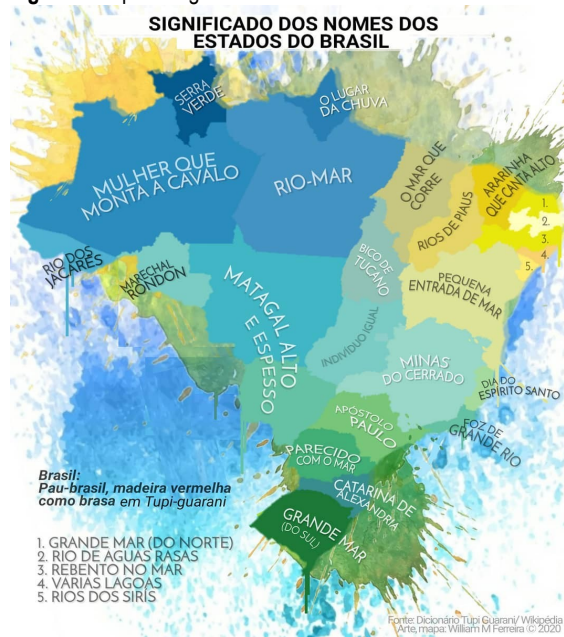 SIGNIFICADO DOS NOMES DOS
ESTADOS DO BRASIL
SERRA
VERDE
O LUGAR
DA CHUVA
MULHER QUE
MONTA A CAVALO
RIO-MAR
O MAR QUE
CORRE
RIOS DE PIAUS
ARARINHA
QUE CANTA ALTO
1.
2.
3.
4.
5.
RIO DOS
JACARÉS
MARECHAL
RONDON
MATAGAL ALTO
E ESPESSO
BICO DE
TUCANO
PEQUENA
ENTRADA DE MAR
INDIVÍDUO IGUAL
MINAS
DO CERRADO
DIA DO
ESPÍRITO SANTO
APÓSTOLO
PAULO
FOZ DE
GRANDE RIO
PARECIDO
COM O MAR
CATARINA DE
ALEXANDRIA
GRANDE MAR
(DO SUL)
Brasil:
Pau-brasil, madeira vermelha
como brasa em Tupi-guarani
1. GRANDE MAR (DO NORTE)
2. RIO DE AGUAS RASAS
3. REBENTO NO MAR
4. VARIAS LAGOAS
5. RIOS DOS SIRIS
Fonte: Dicionário Tupi Guarani/ Wikipédia
Arte, mapa: William M Ferreira © 2020